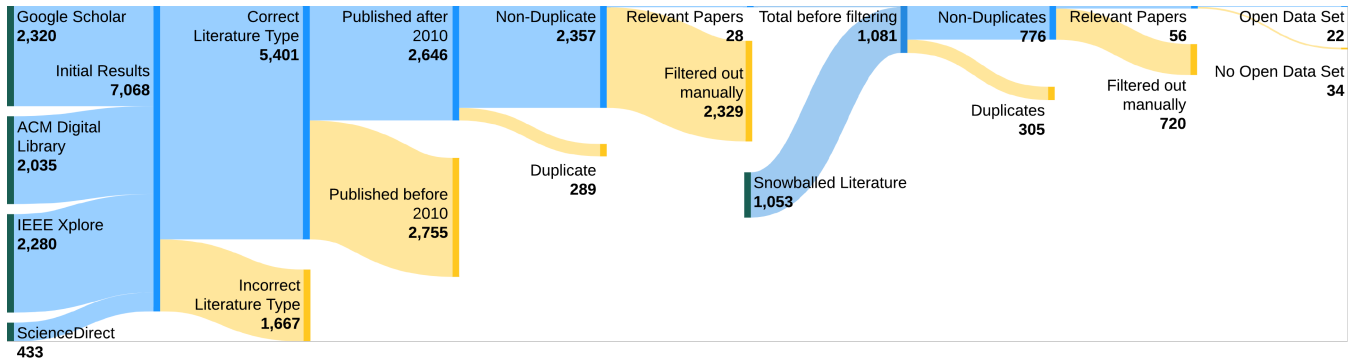 Google Scholar
2,320
Initial Results
7,068
ACM Digital
Library
2,035
IEEE Xplore
2,280
ScienceDirect
433
Correct
Literature Type
5,401
Incorrect
Literature Type
1,667
Published after
2010
2,646
Published before
2010
2,755
Non-Duplicate
2,357
Duplicate
289
Relevant Papers
28
Filtered out
manually
2,329
Total before filtering
1,081
Snowballed Literature
1,053
Non-Duplicates
776
Duplicates
305
Relevant Papers
56
Filtered out
manually
720
Open Data Set
22
No Open Data Set
34